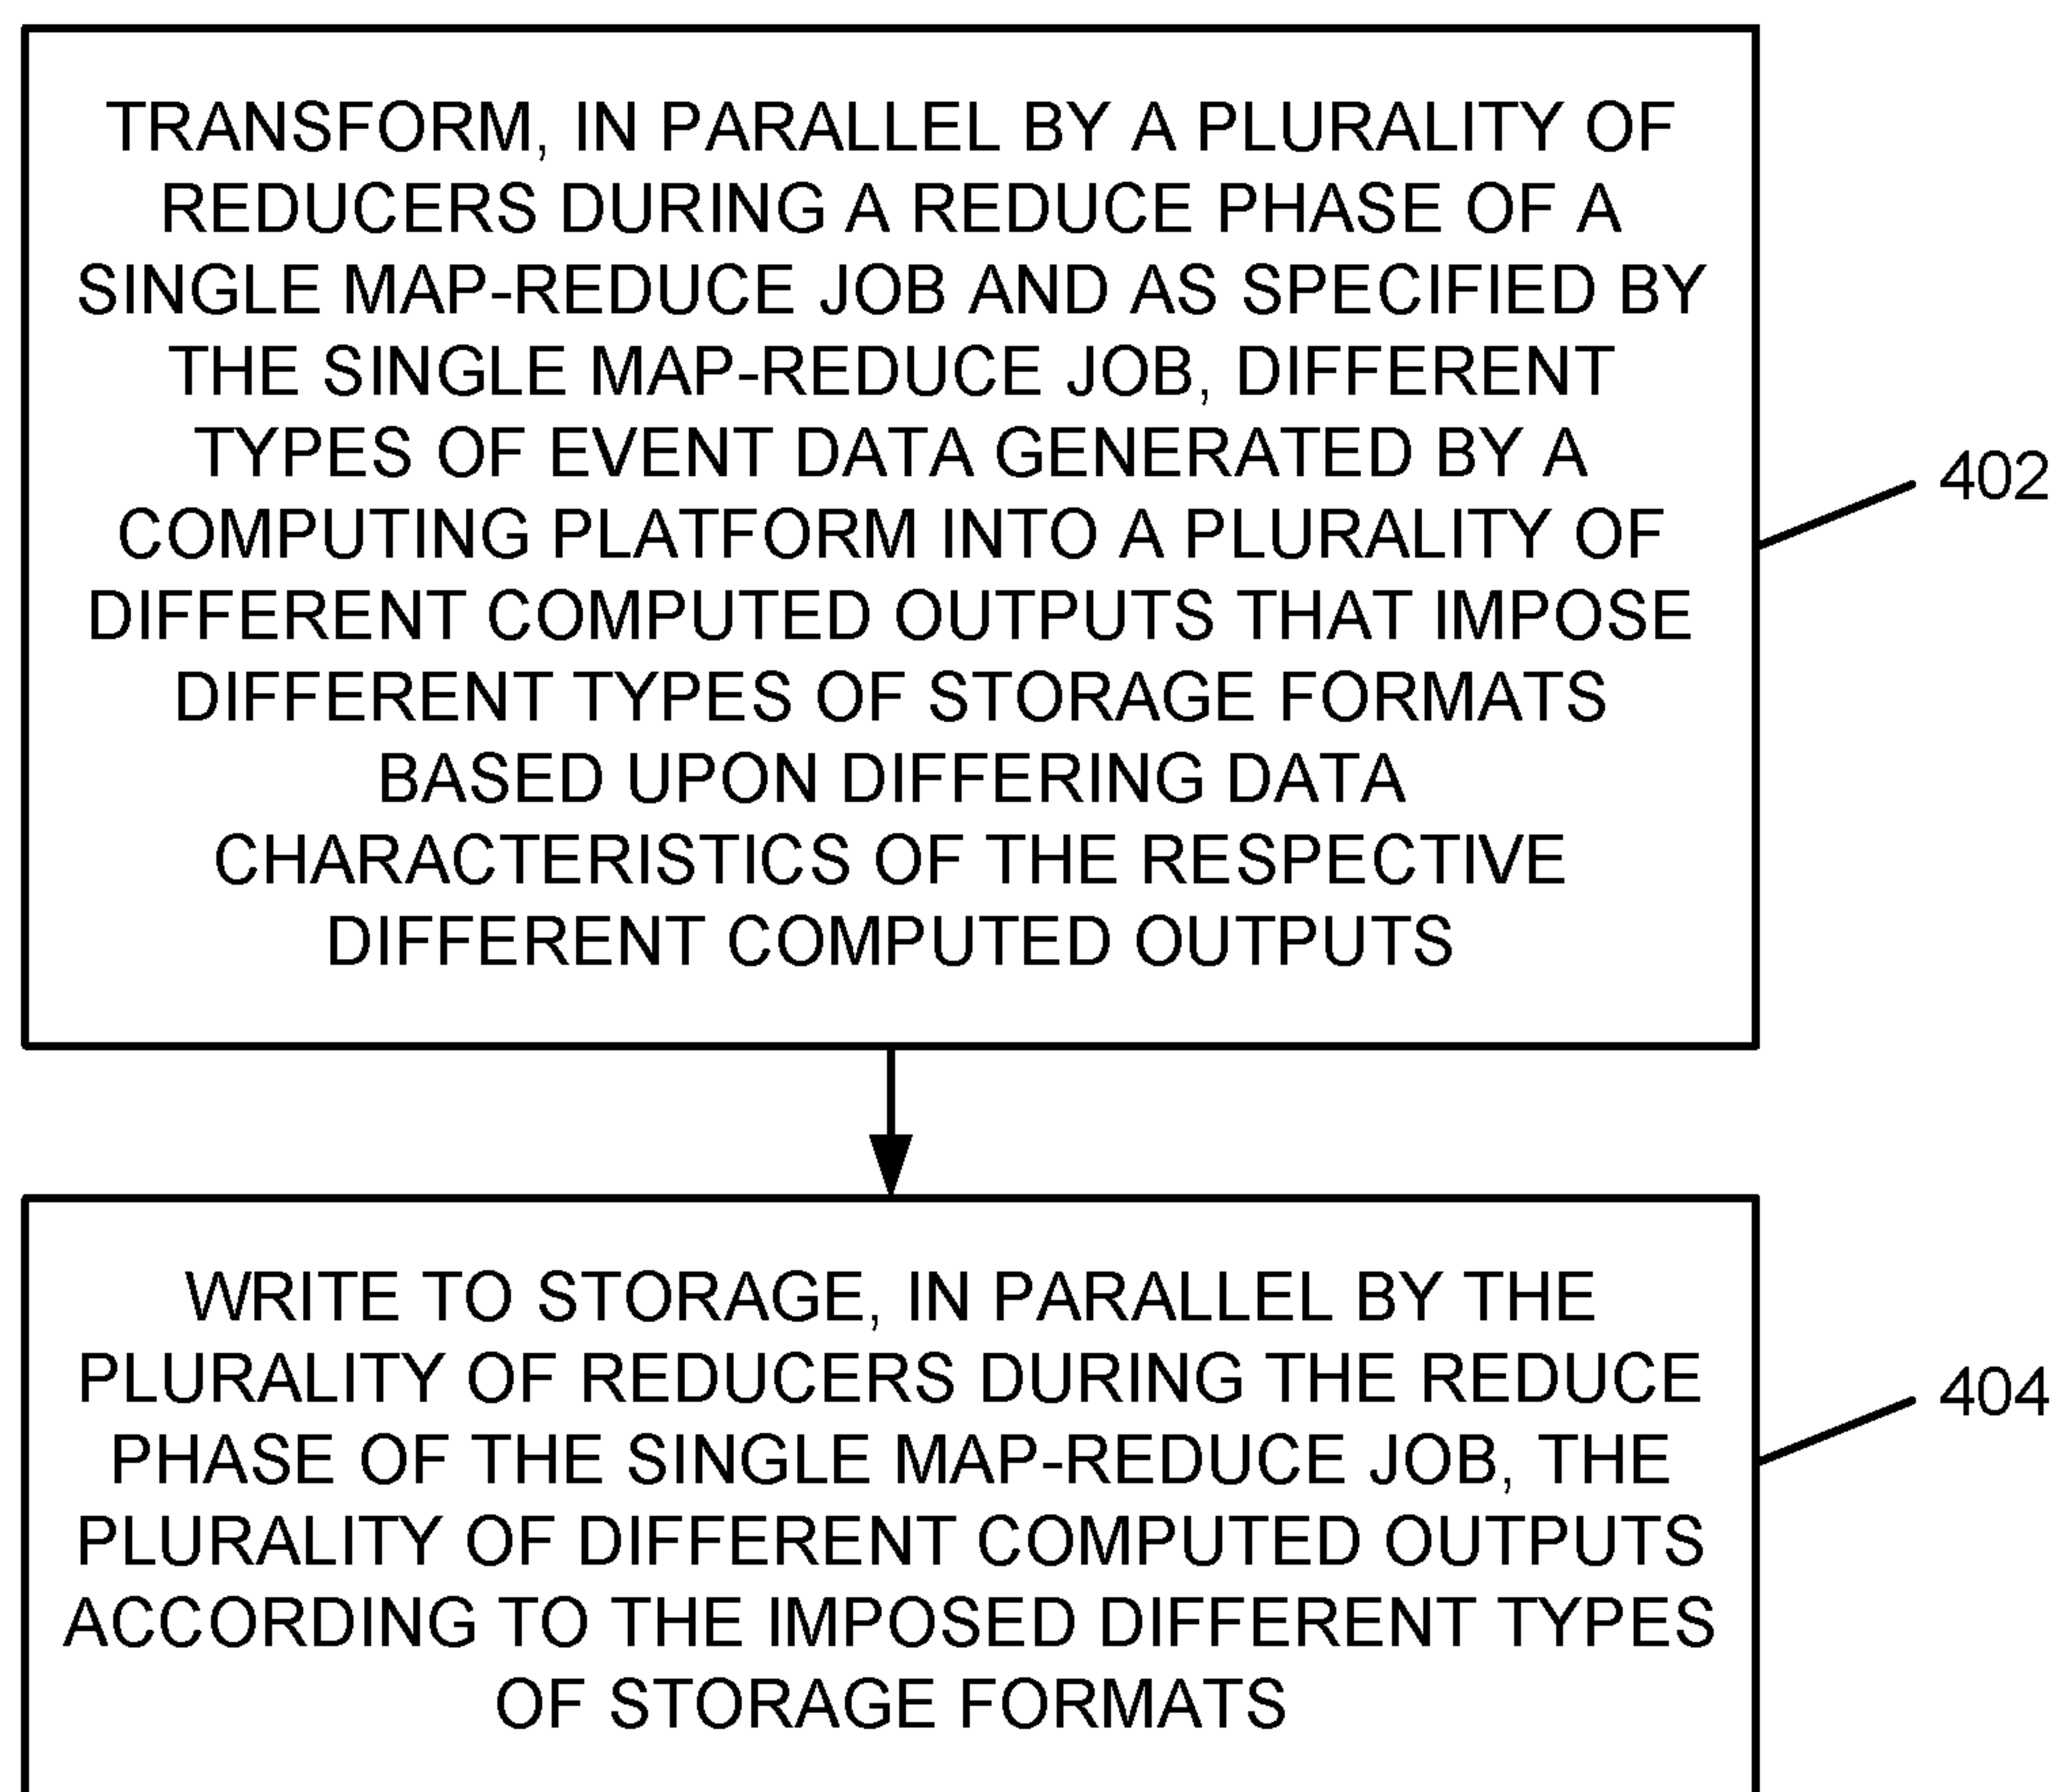 TRANSFORM, IN PARALLEL BY A PLURALITY OF
REDUCERS DURING A REDUCE PHASE OF A
SINGLE MAP-REDUCE JOB AND AS SPECIFIED BY
THE SINGLE MAP-REDUCE JOB, DIFFERENT
TYPES OF EVENT DATA GENERATED BY A
COMPUTING PLATFORM INTO A PLURALITY OF
DIFFERENT COMPUTED OUTPUTS THAT IMPOSE
DIFFERENT TYPES OF STORAGE FORMATS
BASED UPON DIFFERING DATA
CHARACTERISTICS OF THE RESPECTIVE
DIFFERENT COMPUTED OUTPUTS
402
WRITE TO STORAGE, IN PARALLEL BY THE
PLURALITY OF REDUCERS DURING THE REDUCE
PHASE OF THE SINGLE MAP-REDUCE JOB, THE
PLURALITY OF DIFFERENT COMPUTED OUTPUTS
ACCORDING TO THE IMPOSED DIFFERENT TYPES
OF STORAGE FORMATS
404